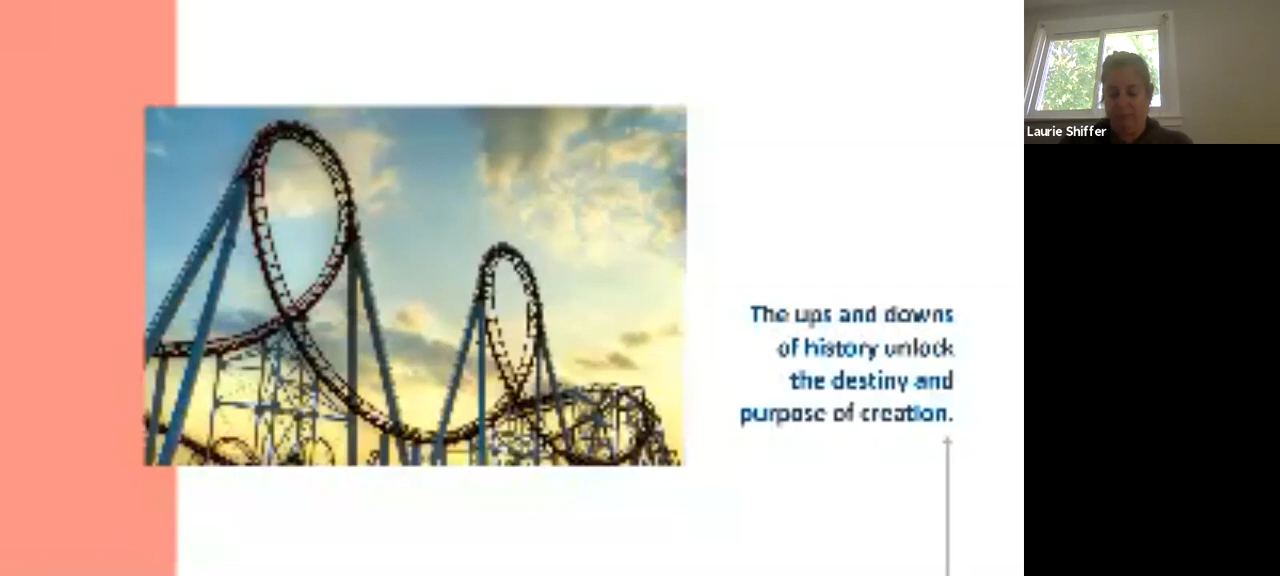 The ups and downs
of history unlock
the destiny and
purpose of creation.
Laurie Shiffer